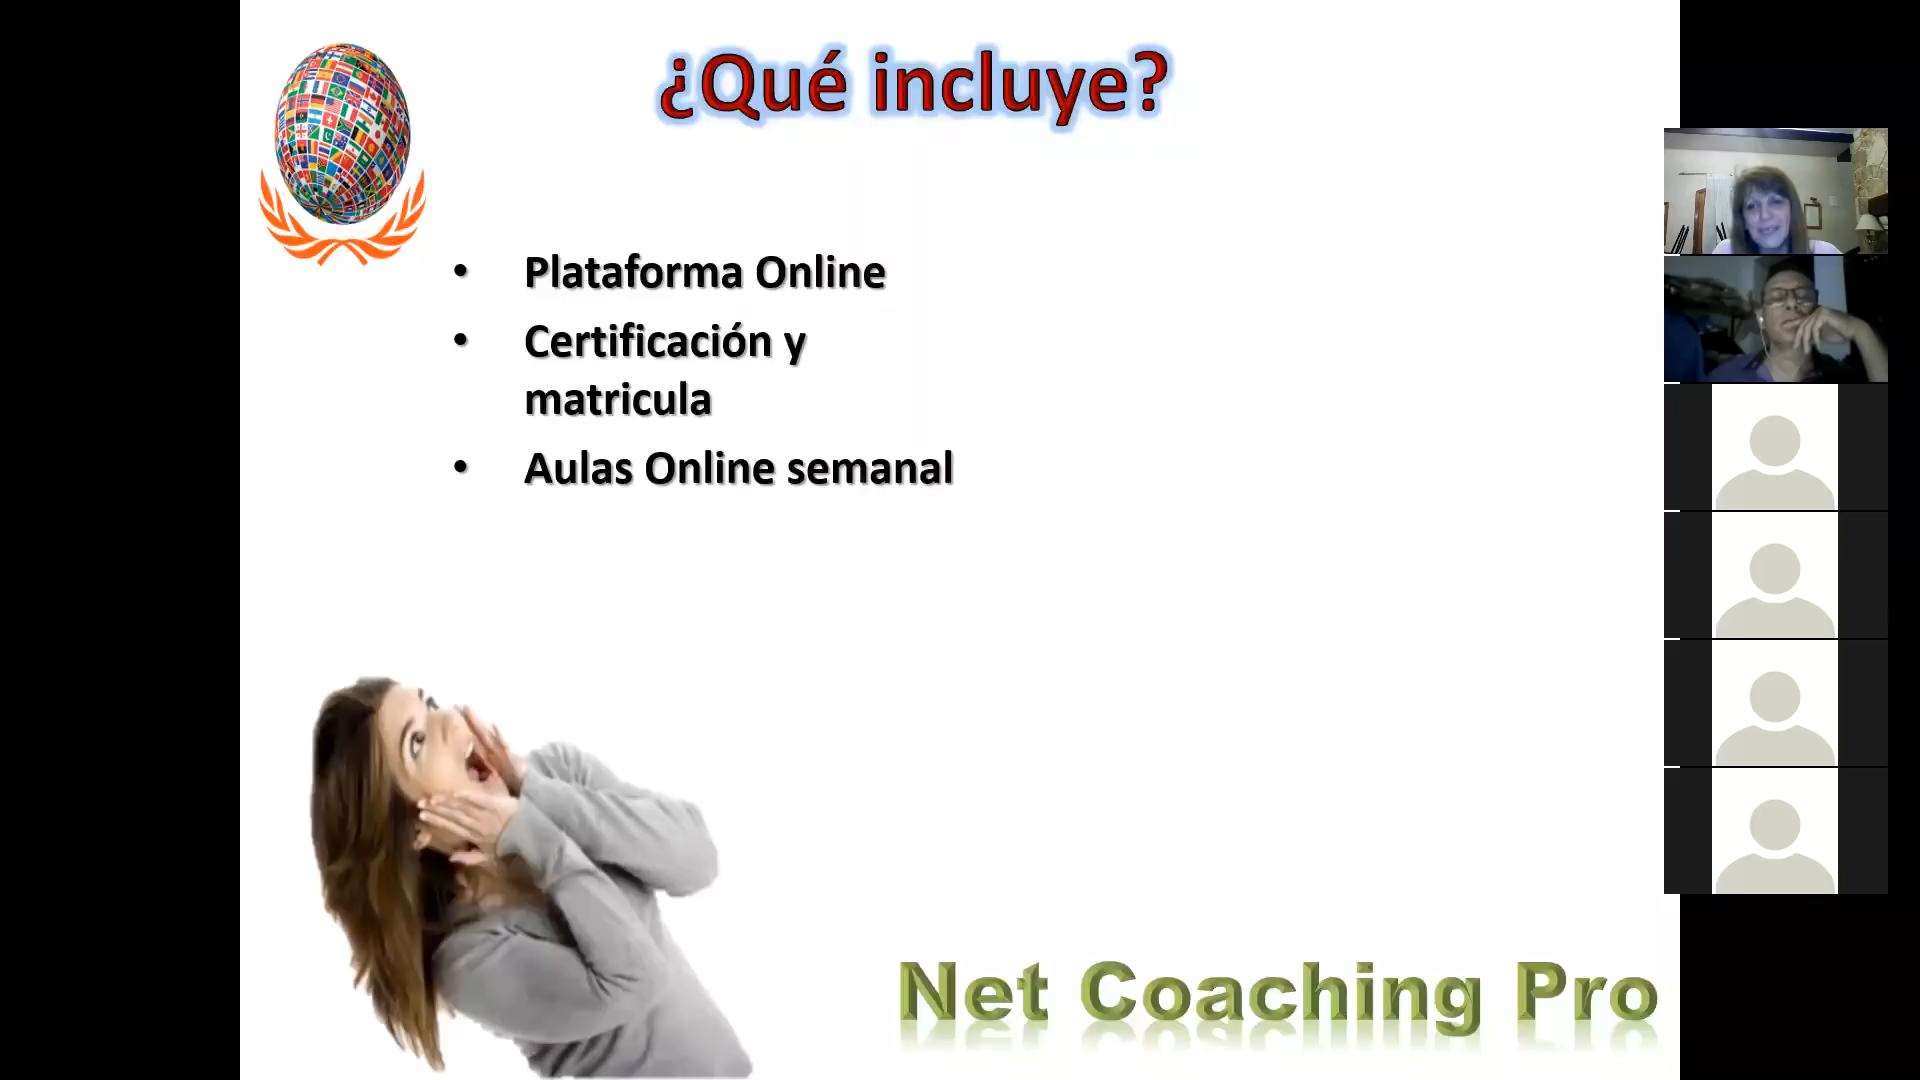 ¿Qué incluye?
• Plataforma Online
• Certificación y
matricula
• Aulas Online semanal
Net Coaching Pro